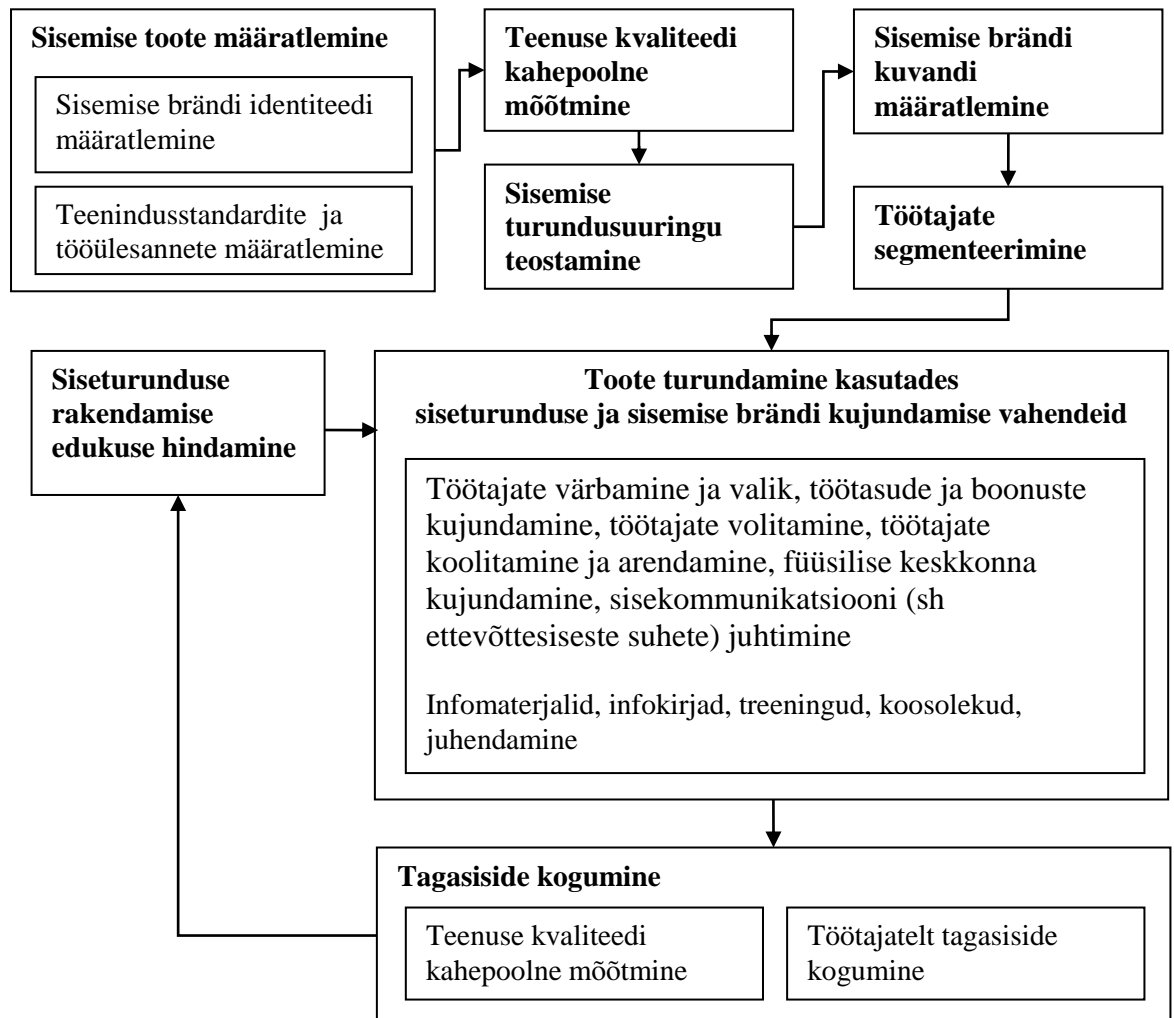 Sisemise toote määratlemine
Sisemise brändi identiteedi
määratlemine
Teenindusstandardite ja
tööülesannete määratlemine
Teenuse kvaliteedi
kahepoolne
mõõtmine
Sisemise
turundusuuringu
teostamine
Sisemise brändi
kuvandi
määratlemine
Töötajate
segmenteerimine
Siseturunduse
rakendamise
edukuse hindamine
Toote turundamine kasutades
siseturunduse ja sisemise brändi kujundamise vahendeid
Töötajate värbamine ja valik, töötasude ja boonuste
kujundamine, töötajate volitamine, töötajate
koolitamine ja arendamine, füüsilise keskkonna
kujundamine, sisekommunikatsiooni (sh
ettevõttesiseste suhete) juhtimine
Infomaterjalid, infokirjad, treeningud, koosolekud,
juhendamine
Tagasiside kogumine
Teenuse kvaliteedi
kahepoolne mõõtmine
Töötajatelt tagasiside
kogumine